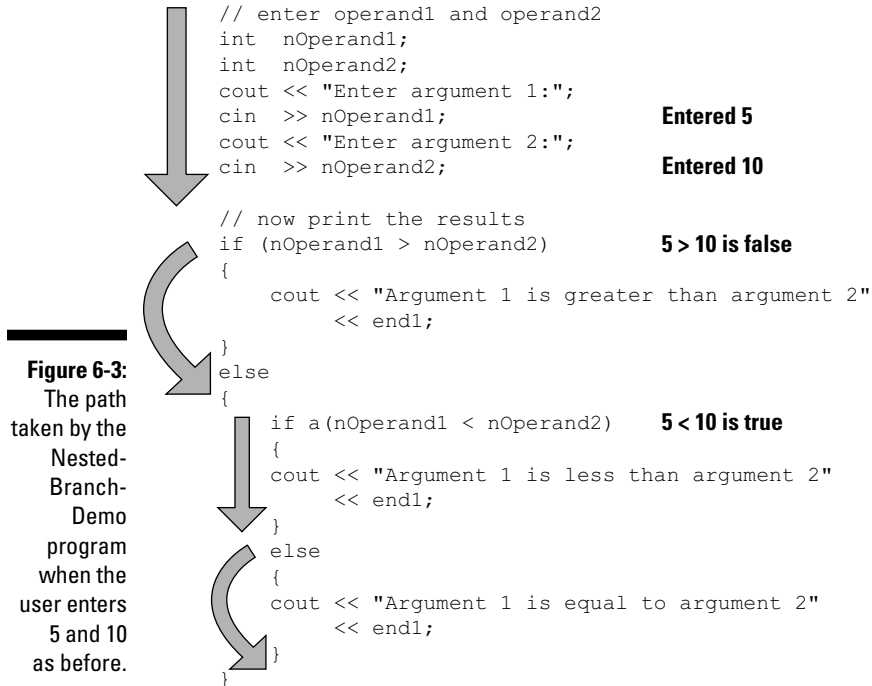 // enter operand1 and operand2
int  nOperand1;
int  nOperand2;
cout << "Enter argument 1:";
cin  >> nOperand1; Entered 5
cout << "Enter argument 2:";
cin  >> nOperand2; Entered 10
// now print the results
if (nOperand1 > nOperand2) 5 > 10 is false
{
cout << "Argument 1 is greater than argument 2"
<< end1;
}
else
{
if a(nOperand1 < nOperand2) 5 < 10 is true
{
cout << "Argument 1 is less than argument 2"
<< end1;
}
else
{
cout << "Argument 1 is equal to argument 2"
<< end1;
}
}
Figure 6-3:
The path
taken by the
Nested-
Branch-
Demo
program
when the
user enters
5 and 10
as before.